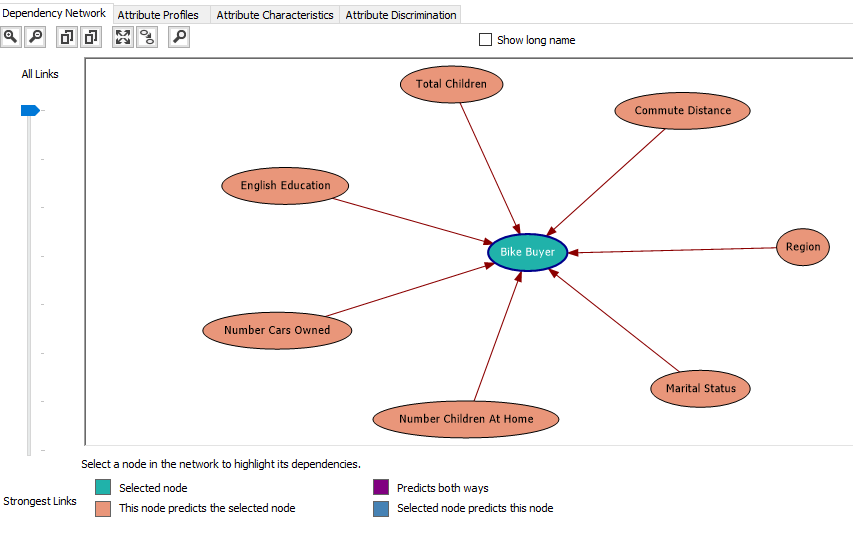 Dependency Network
Attribute Profiles
Attribute Characteristics
Attribute Discrimination
Show long name
All Links
Total Children
Commute Distance
English Education
Region
Bike Buyer
Number Cars Owned
Marital Status
Number Children At Home
Select a node in the network to highlight its dependencies.
Selected node
Predicts both ways
Strongest Links
This node predicts the selected node
Selected node predicts this node